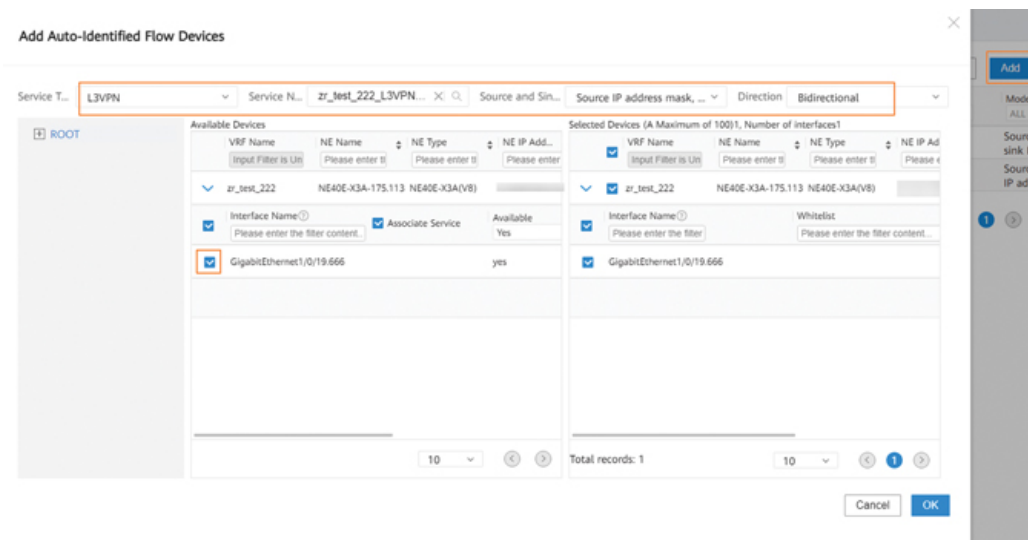 Add Auto-Identified Flow Devices
Add
Service T... L3VPN Service N... zr_test_222_L3VPN... Source and Sin... Source IP address mask, ... Direction Bidirectional
ROOT
Available Devices
VRF Name NE Name NE Type NE IP Add...
Input Filter is Un Please enter tl Please enter tl Please enter
zr_test_222 NE40E-X3A-175.113 NE40E-X3A(V8)
Interface Name Associate Service Available
Please enter the filter content. Yes
GigabitEthernet1/0/19.666 yes
10
Selected Devices (A Maximum of 100)1, Number of interfaces1
VRF Name NE Name NE Type NE IP Ad
Input Filter is Un Please enter tl Please enter tl Please e
zr_test_222 NE40E-X3A-175.113 NE40E-X3A(V8)
Interface Name Whitelist
Please enter the filter Please enter the filter content...
GigabitEthernet1/0/19.666
Total records: 1 10 1
Cancel OK
Mode
ALL
Sour
sink
Sour
IP ad
1